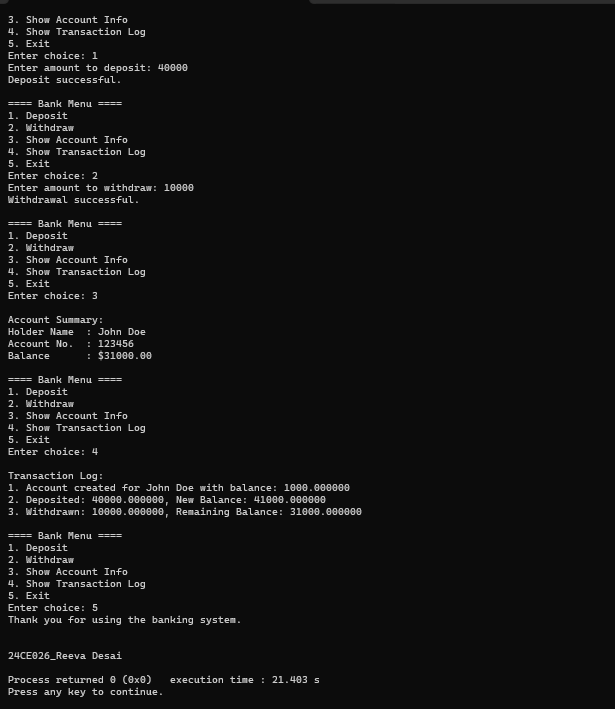 3. Show Account Info
4. Show Transaction Log
5. Exit
Enter choice: 1
Enter amount to deposit: 40000
Deposit successful.

==== Bank Menu ====
1. Deposit
2. Withdraw
3. Show Account Info
4. Show Transaction Log
5. Exit
Enter choice: 2
Enter amount to withdraw: 10000
Withdrawal successful.

==== Bank Menu ====
1. Deposit
2. Withdraw
3. Show Account Info
4. Show Transaction Log
5. Exit
Enter choice: 3

Account Summary:
Holder Name  : John Doe
Account No.  : 123456
Balance      : $31000.00

==== Bank Menu ====
1. Deposit
2. Withdraw
3. Show Account Info
4. Show Transaction Log
5. Exit
Enter choice: 4

Transaction Log:
1. Account created for John Doe with balance: 1000.000000
2. Deposited: 40000.000000, New Balance: 41000.000000
3. Withdrawn: 10000.000000, Remaining Balance: 31000.000000

==== Bank Menu ====
1. Deposit
2. Withdraw
3. Show Account Info
4. Show Transaction Log
5. Exit
Enter choice: 5
Thank you for using the banking system.

24CE026_Reeva Desai

Process returned 0 (0x0)   execution time : 21.403 s
Press any key to continue.